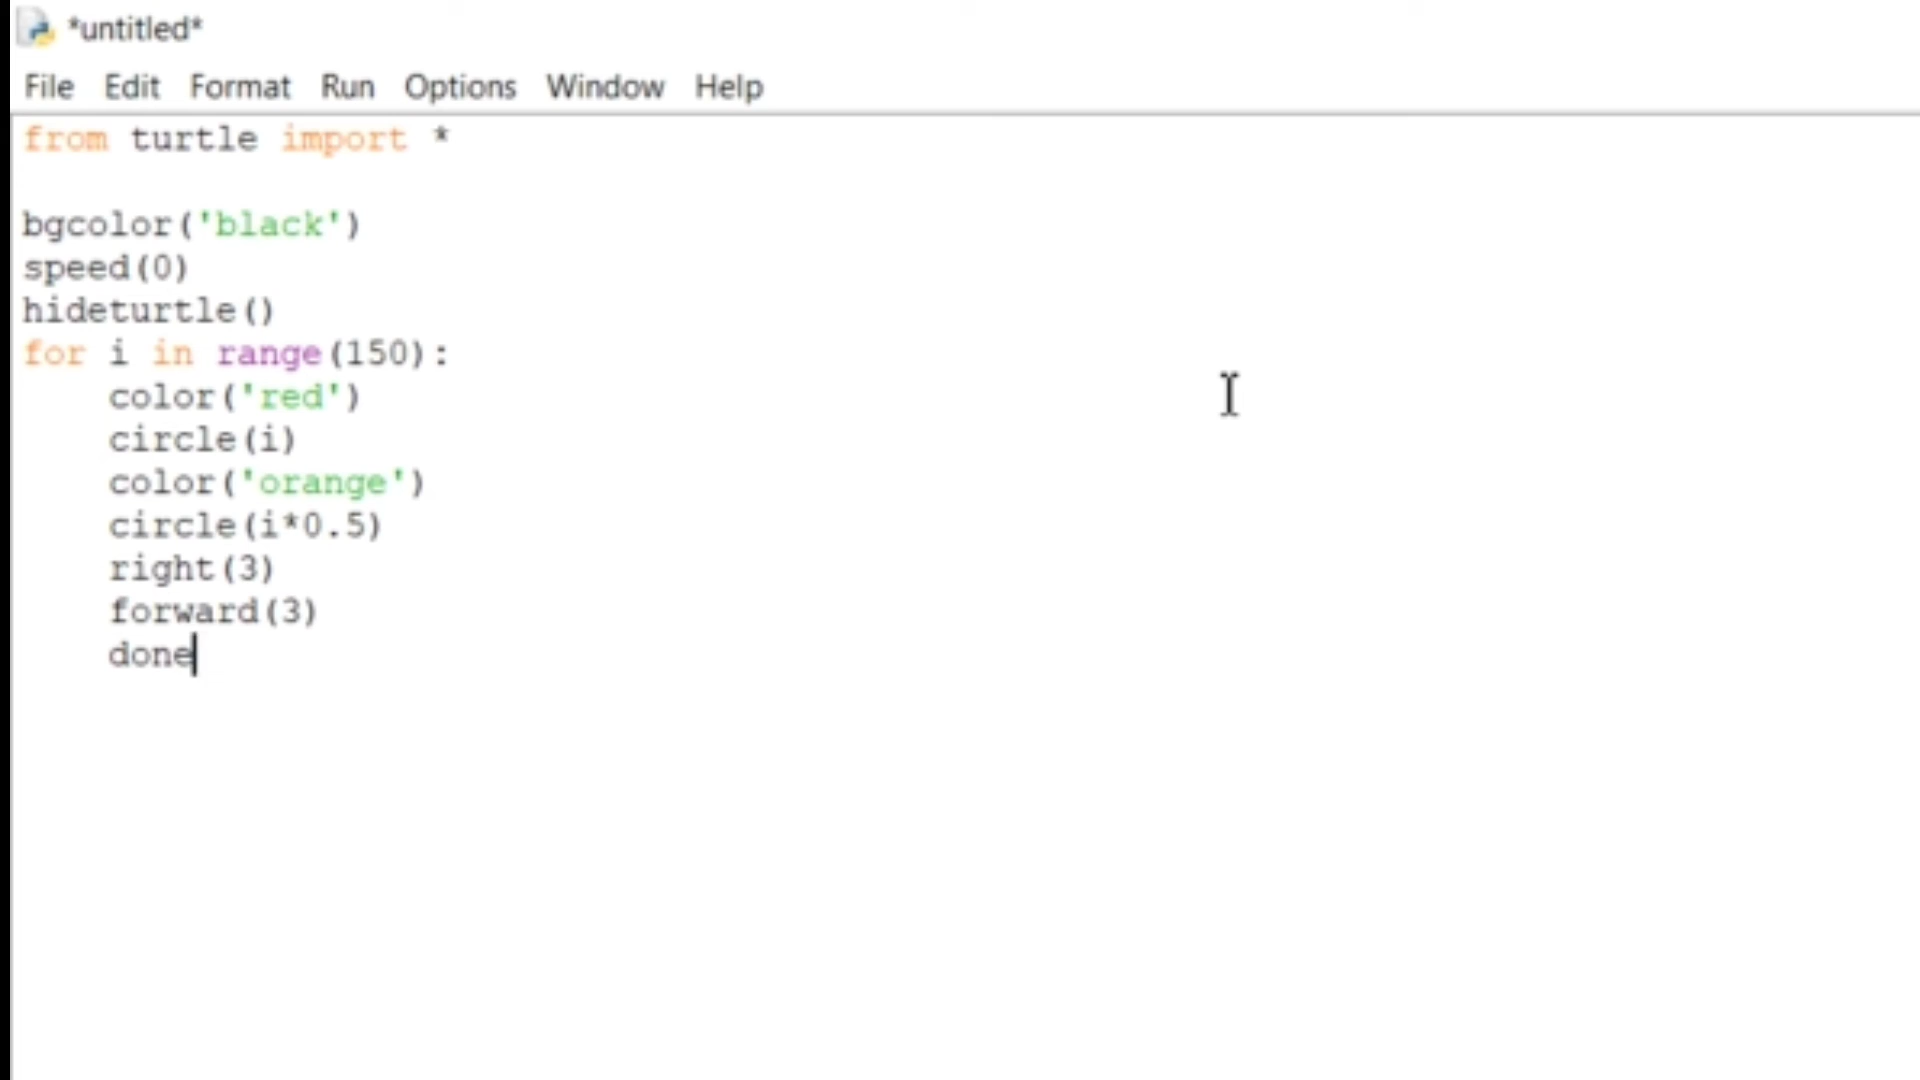 *untitled*
File Edit Format Run Options Window Help
from turtle import *
bgcolor('black')
speed(0)
hideturtle()
for i in range(150):
    color('red')
    circle(i)
    color('orange')
    circle(i*0.5)
    right(3)
    forward(3)
    done